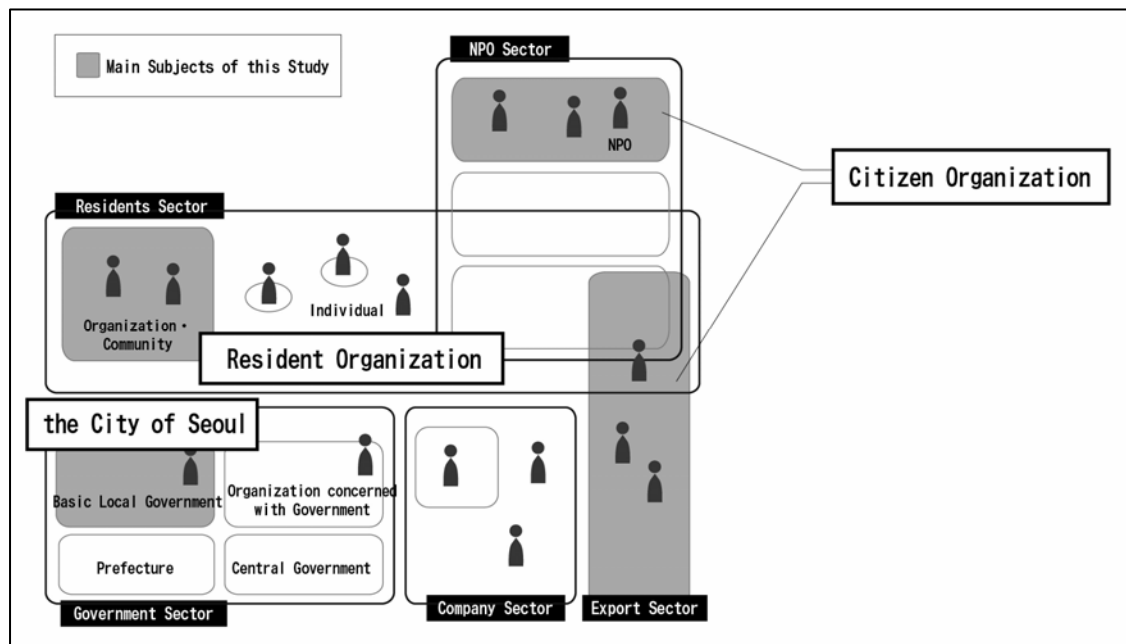 Main Subjects of this Study
NPO Sector
NPO
Citizen Organization
Residents Sector
Individual
Organization・
Community
Resident Organization
the City of Seoul
Basic Local Government
Organization concerned
with Government
Prefecture
Central Government
Government Sector
Company Sector
Export Sector